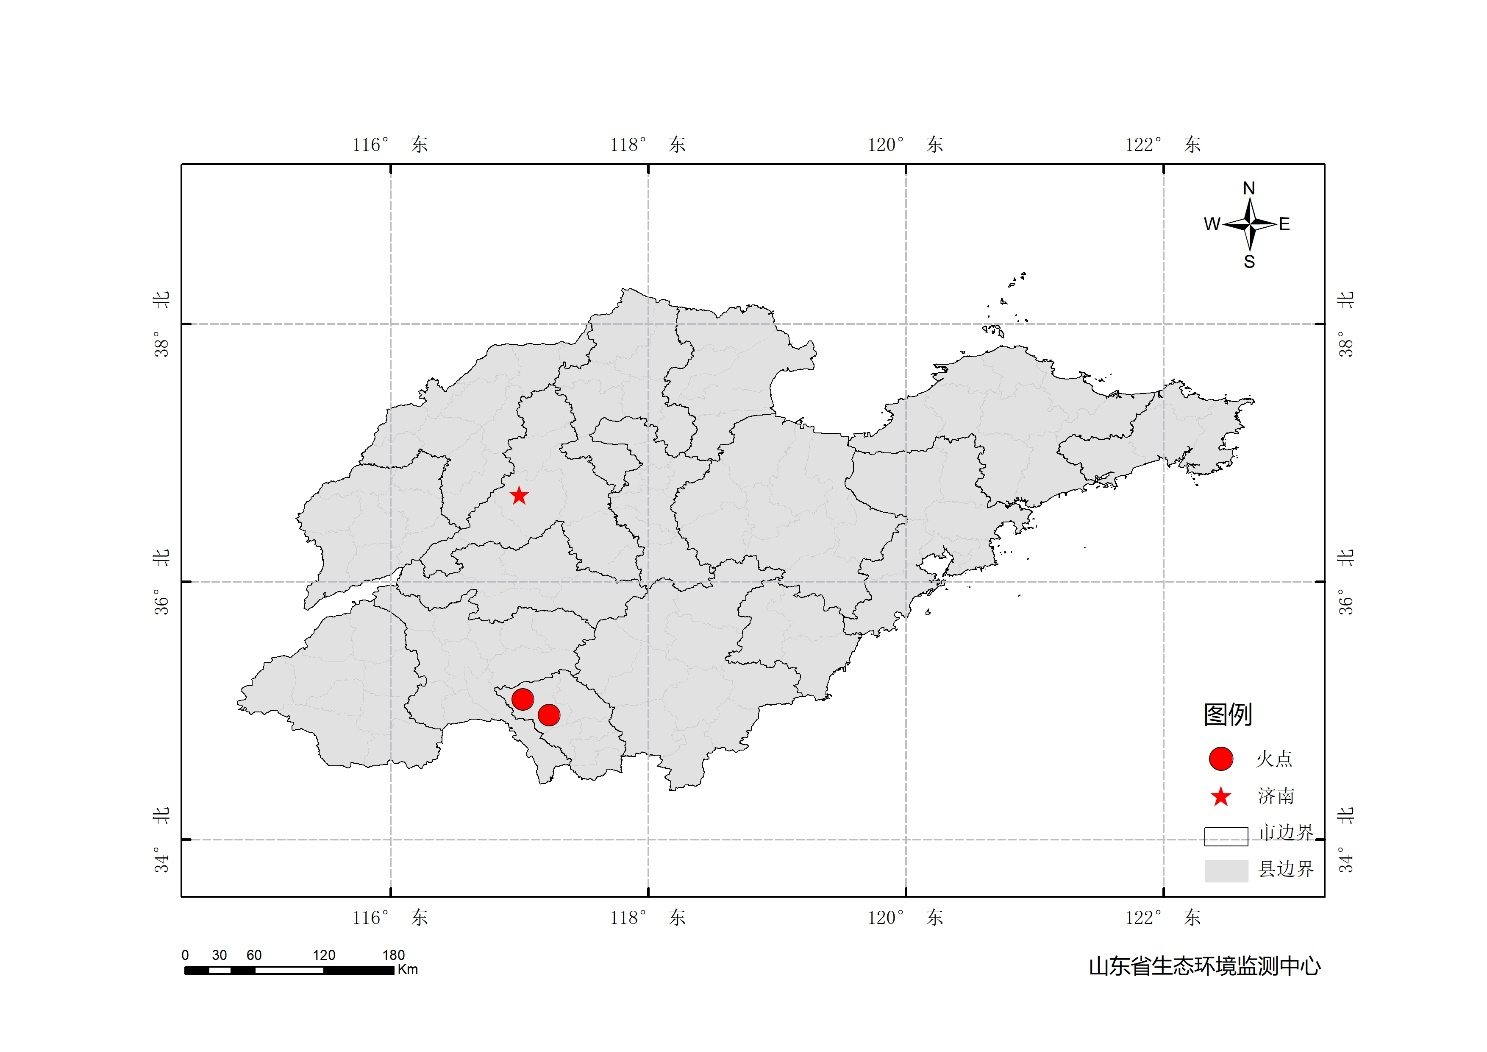 116° 东 118° 东 120° 东 122° 东
N
W E
S
38° 北 38° 北
36° 北 36° 北
图例
火点
济南
34° 北 市边界 34° 北
县边界
116° 东 118° 东 120° 东 122° 东
0 30 60 120 180
Km
山东省生态环境监测中心